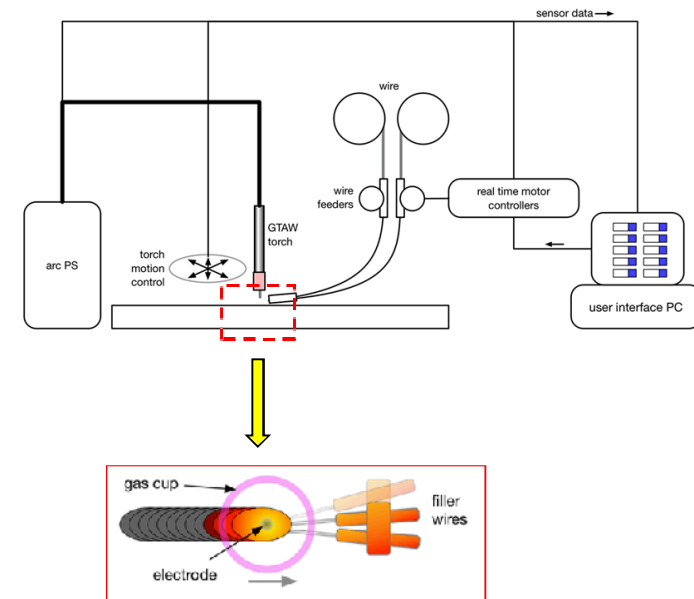 sensor data
wire
wire
feeders
real time motor
controllers
GTAW
torch
torch
motion
control
arc PS
user interface PC
gas cup
filler
wires
electrode